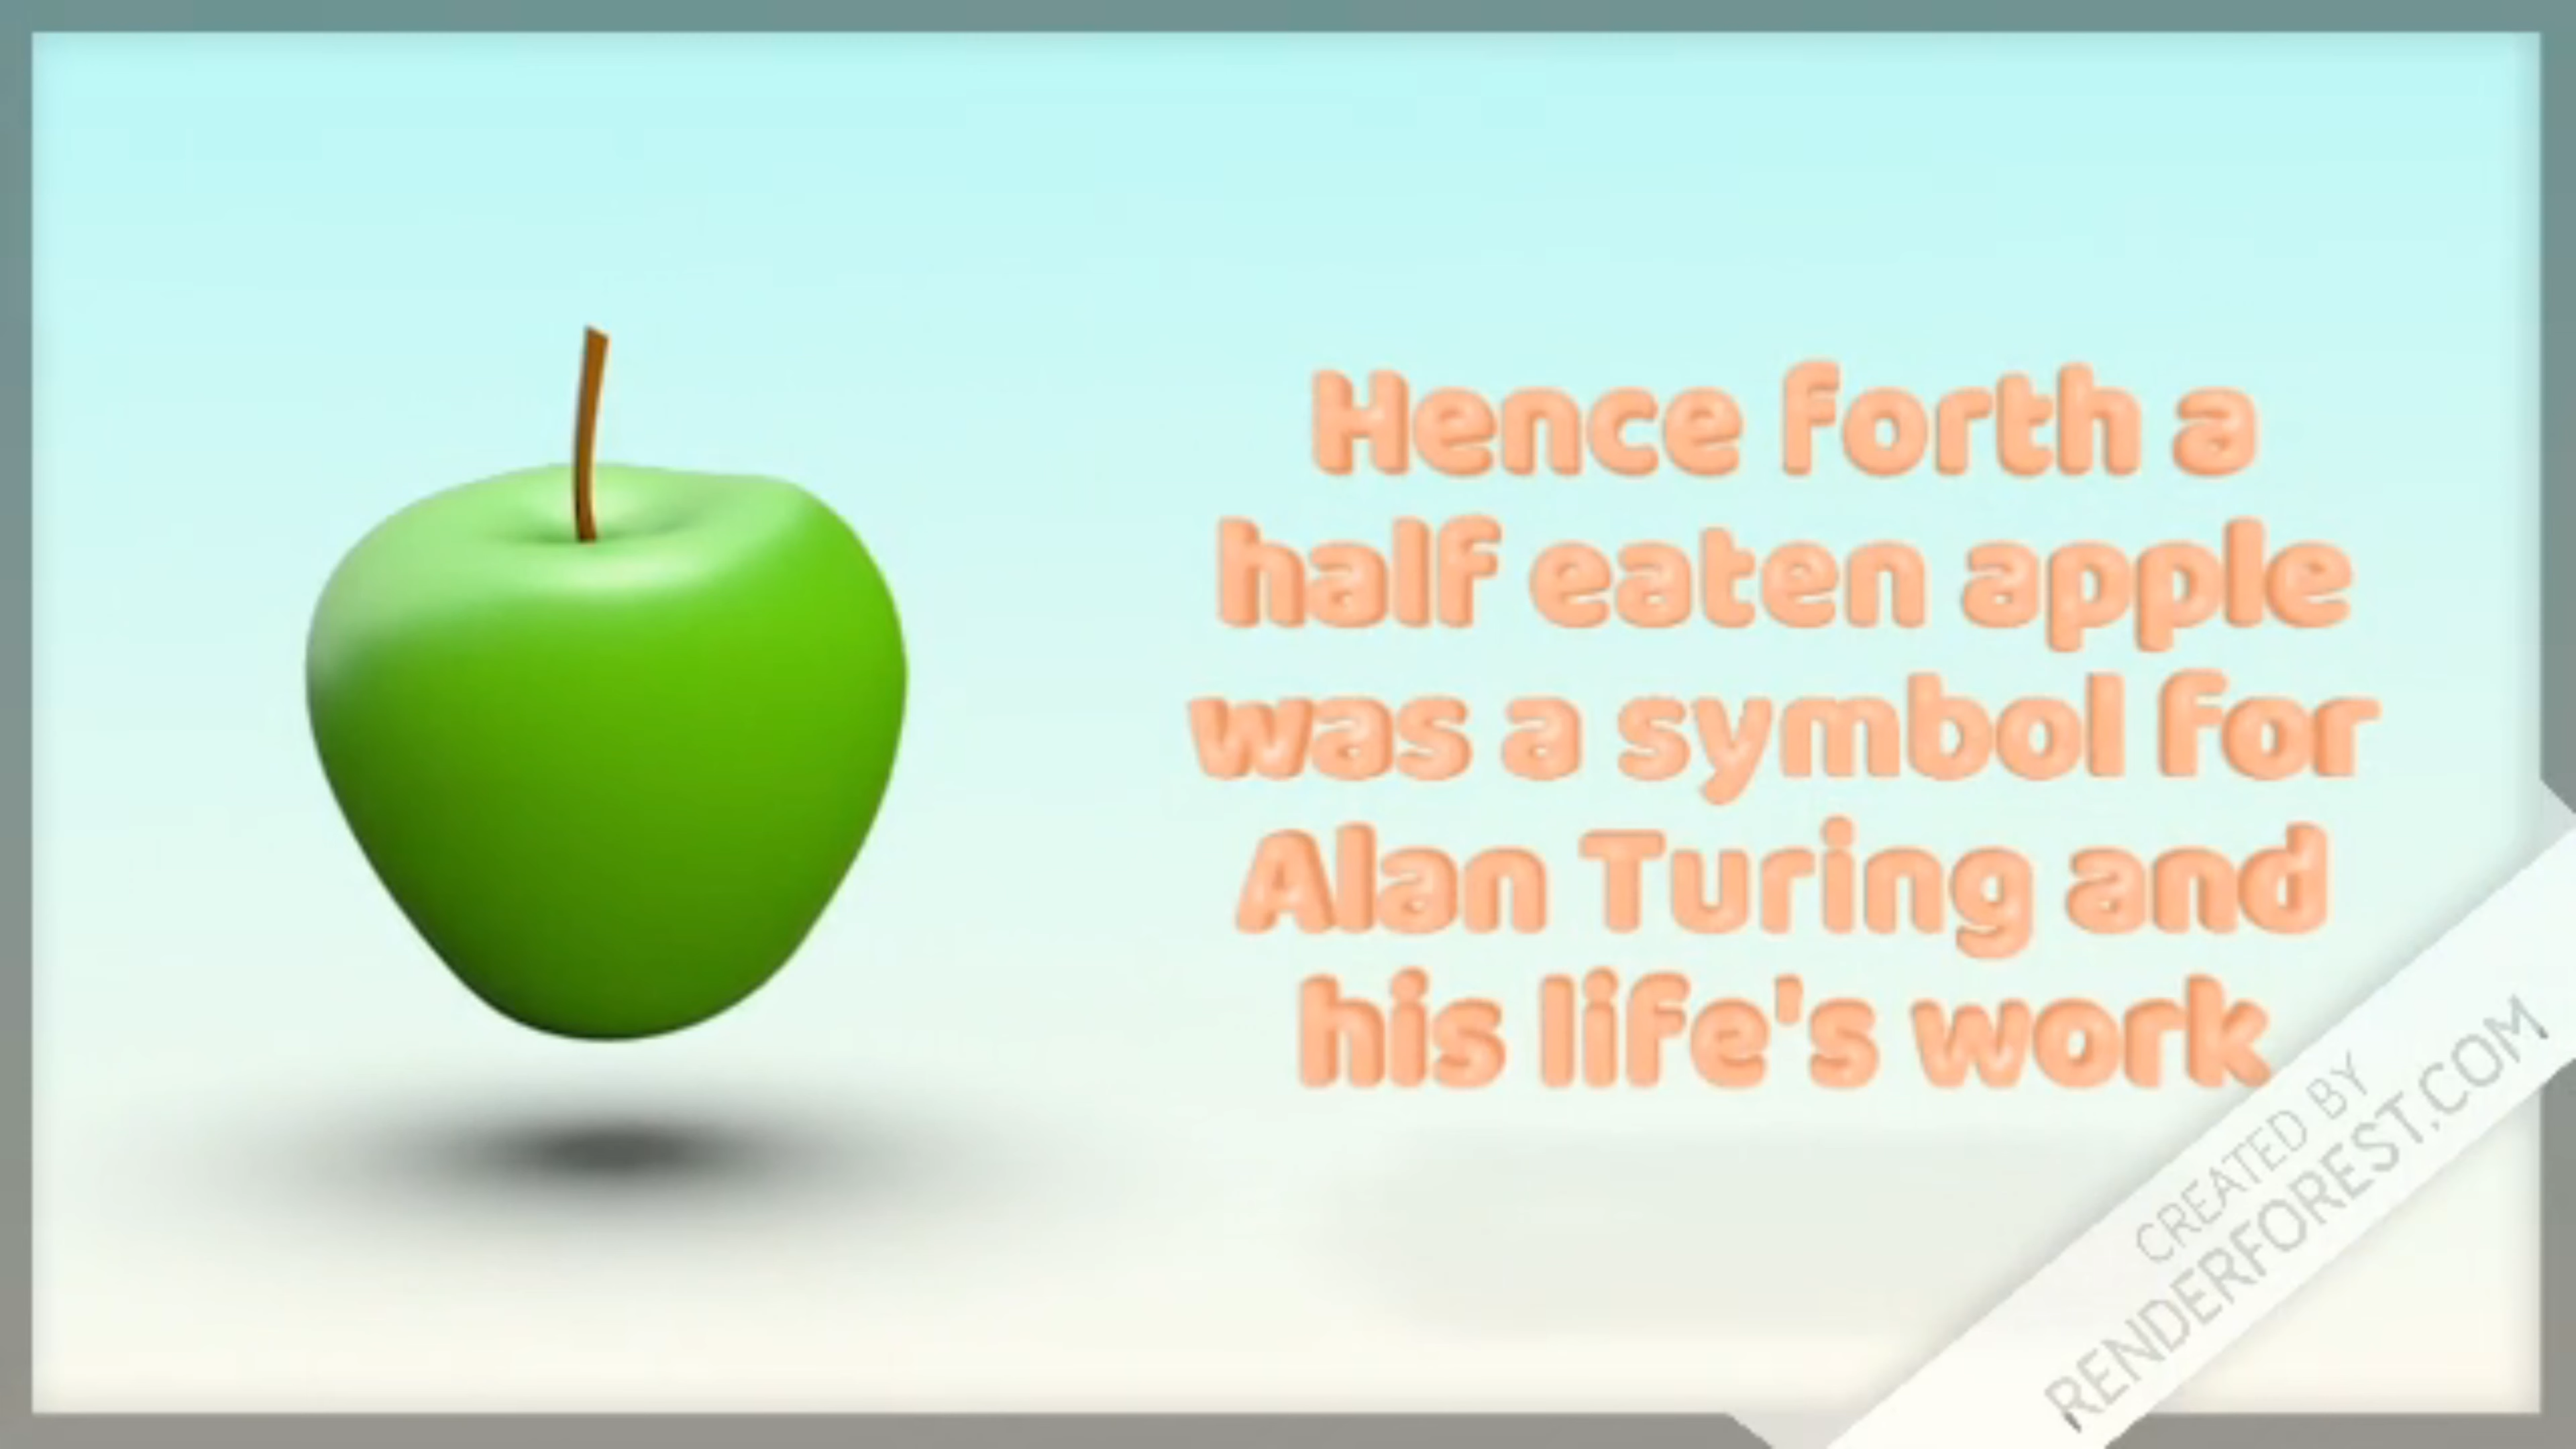 Hence forth a
half eaten apple
was a symbol for
Alan Turing and
his life's work
CREATED BY
RENDERFOREST.COM